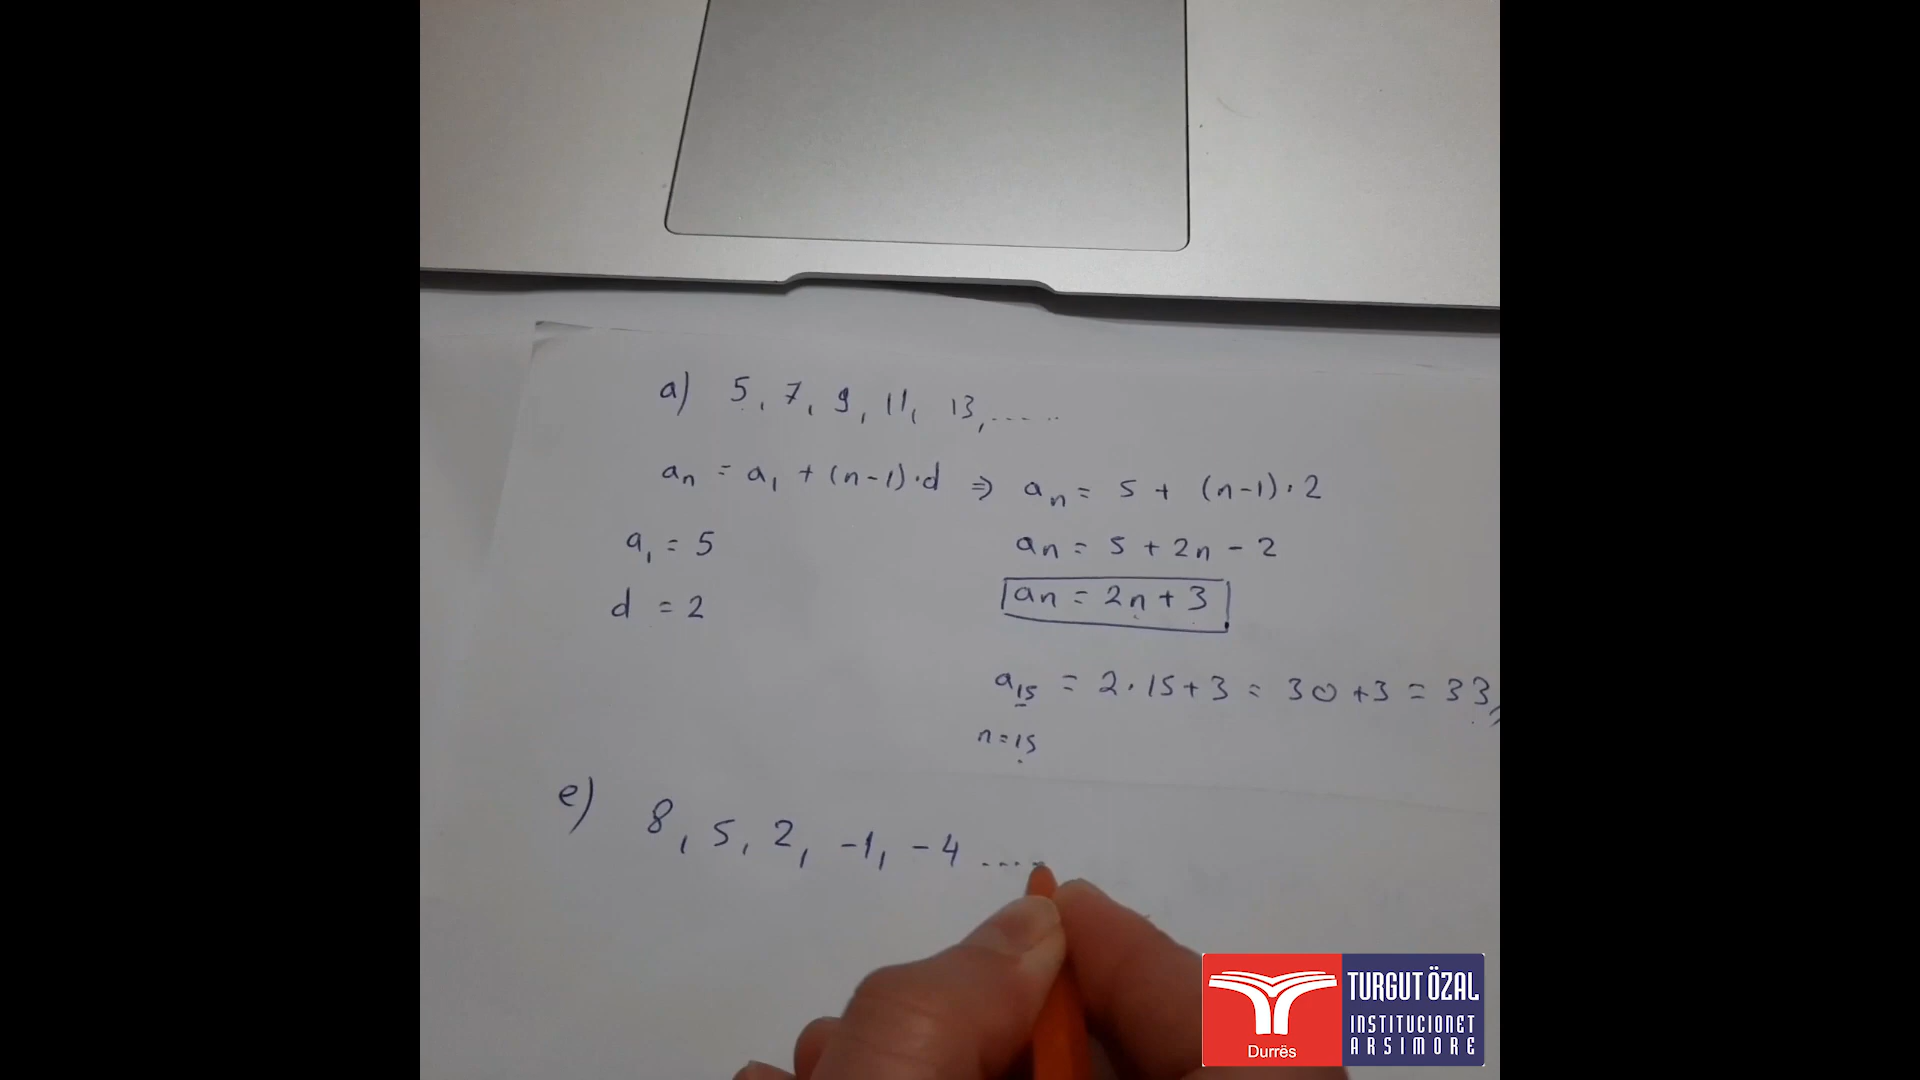 a) 5, 7, 9, 11, 13, ......
an = a1 + (n-1)·d ⇒ an = 5 + (n-1)·2
a1 = 5
an = 5 + 2n - 2
d = 2
an = 2n + 3
a15 = 2·15+3 = 30+3 = 33,
n=15
e) 8, 5, 2, -1, -4 .....
TURGUT ÖZAL
INSTITUCIONET
ARSIMORE
Durrës